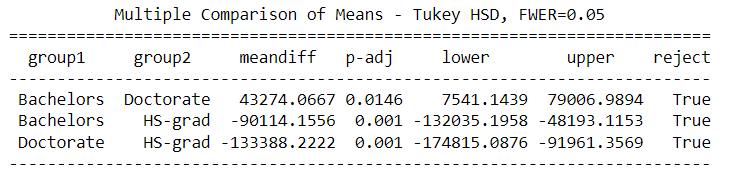 Multiple Comparison of Means - Tukey HSD, FWER=0.05
=====================================================================
group1 group2 meandiff p-adj lower upper reject
---------------------------------------------------------------------
Bachelors Doctorate 43274.0667 0.0146 7541.1439 79006.9894 True
Bachelors HS-grad -90114.1556 0.001 -132035.1958 -48193.1153 True
Doctorate HS-grad -133388.2222 0.001 -174815.0876 -91961.3569 True
---------------------------------------------------------------------